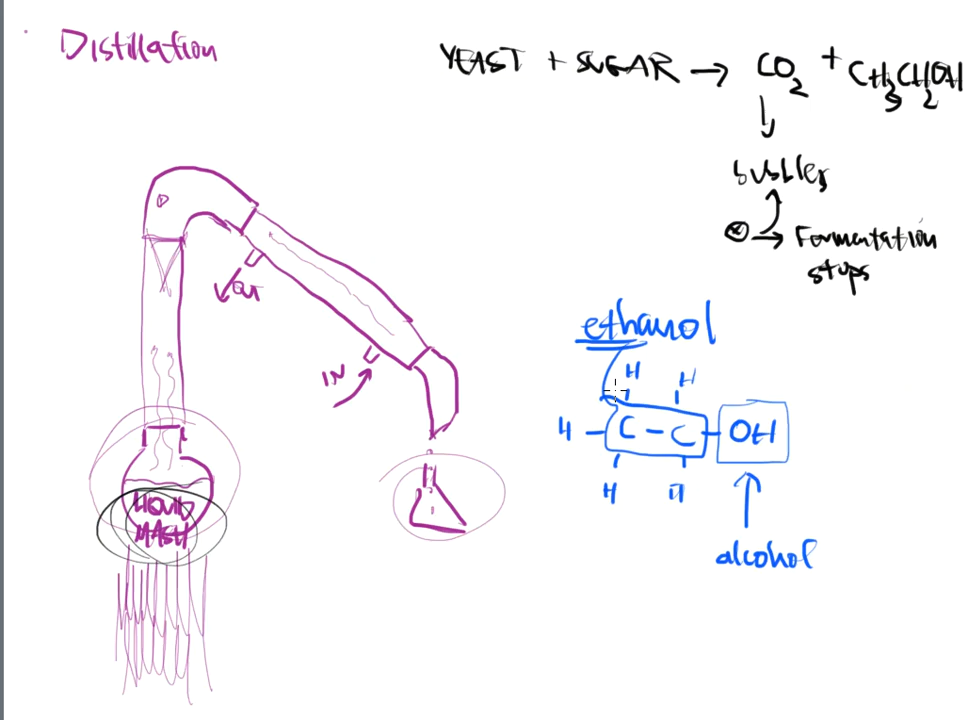 Distillation
YEAST + SUGAR → CO2 + CH3CH2OH
↓
bubbles
⊗ → Fermentation
stops
OUT
IN
LIQUID
MASH
ethanol
H H
H – C – C – OH
H H
alcohol